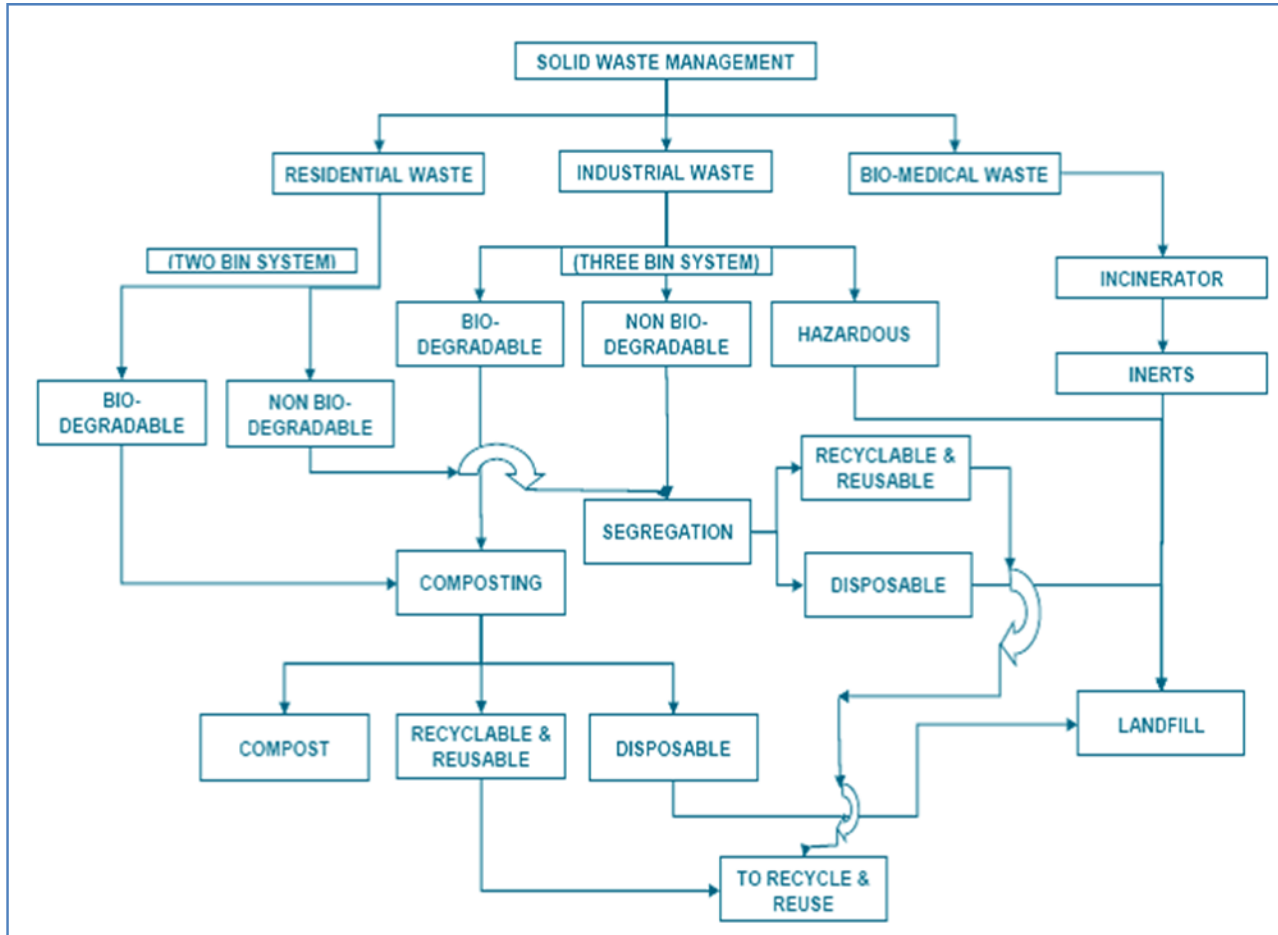 SOLID WASTE MANAGEMENT
RESIDENTIAL WASTE
INDUSTRIAL WASTE
BIO-MEDICAL WASTE
(TWO BIN SYSTEM)
(THREE BIN SYSTEM)
INCINERATOR
BIO-
DEGRADABLE
NON BIO-
DEGRADABLE
HAZARDOUS
INERTS
BIO-
DEGRADABLE
NON BIO-
DEGRADABLE
RECYCLABLE &
REUSABLE
SEGREGATION
COMPOSTING
DISPOSABLE
COMPOST
RECYCLABLE &
REUSABLE
DISPOSABLE
LANDFILL
TO RECYCLE &
REUSE